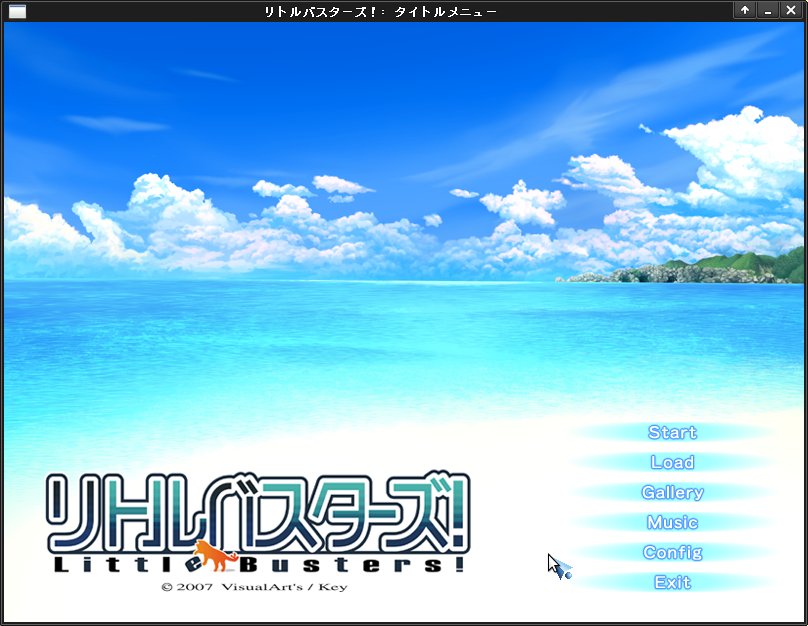 リトルバスターズ！： タイトルメニュー
Start
Load
Gallery
Music
Config
Exit
リトルバスターズ!
Little Busters!
© 2007 VisualArt's / Key